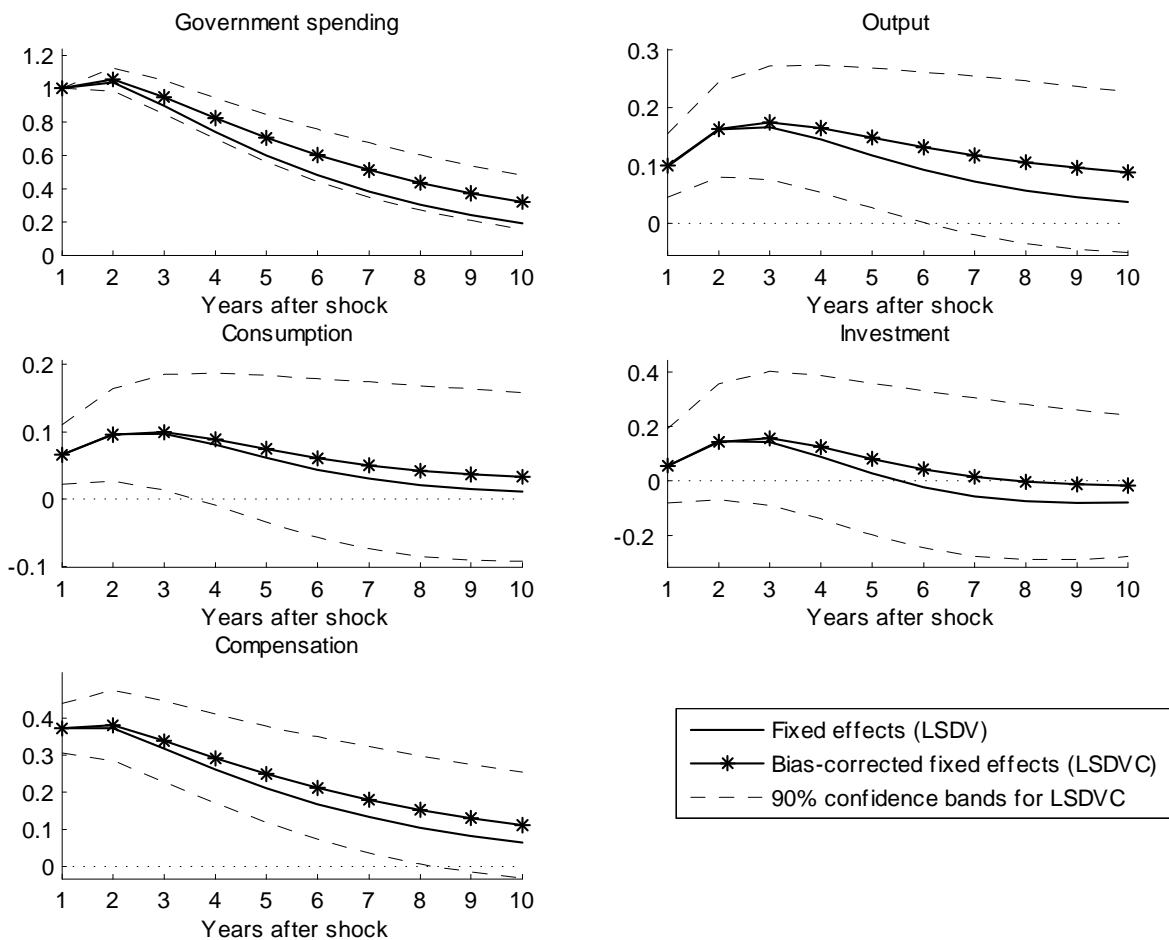 Government spending
1.2
1
0.8
0.6
0.4
0.2
0
1 2 3 4 5 6 7 8 9 10
Years after shock
Output
0.3
0.2
0.1
0
1 2 3 4 5 6 7 8 9 10
Years after shock
Consumption
0.2
0.1
0
-0.1
1 2 3 4 5 6 7 8 9 10
Years after shock
Investment
0.4
0.2
0
-0.2
1 2 3 4 5 6 7 8 9 10
Years after shock
Compensation
0.4
0.3
0.2
0.1
0
1 2 3 4 5 6 7 8 9 10
Years after shock
Fixed effects (LSDV)
Bias-corrected fixed effects (LSDVC)
90% confidence bands for LSDVC